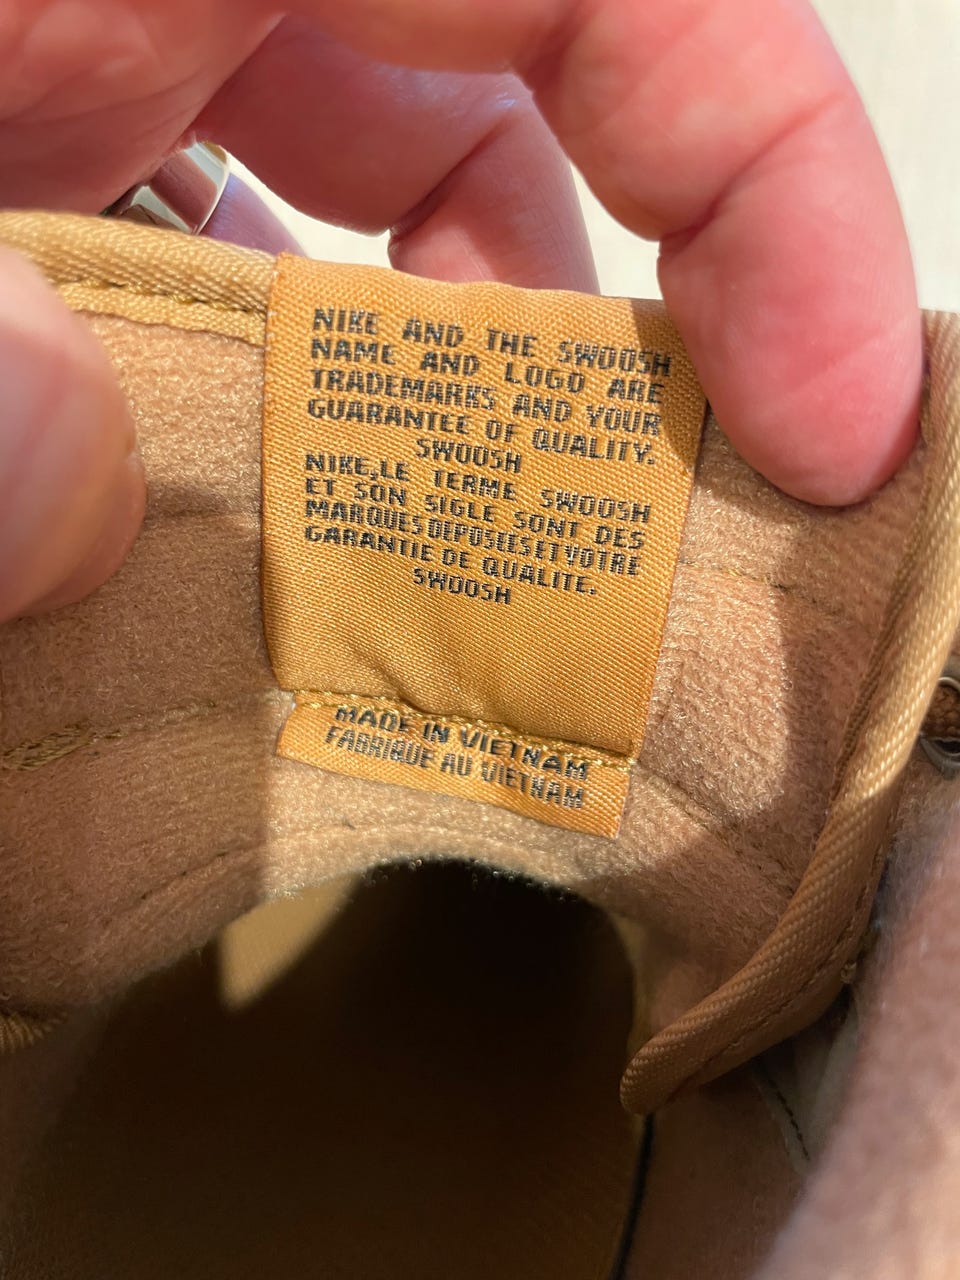 NIKE AND THE SWOOSH
NAME AND LOGO ARE
TRADEMARKS AND YOUR
GUARANTEE OF QUALITY.
SWOOSH
NIKE,LE TERME SWOOSH
ET SON SIGLE SONT DES
MARQUES DEPOSEES ET VOTRE
GARANTIE DE QUALITE.
SWOOSH
MADE IN VIETNAM
FABRIQUE AU VIETNAM